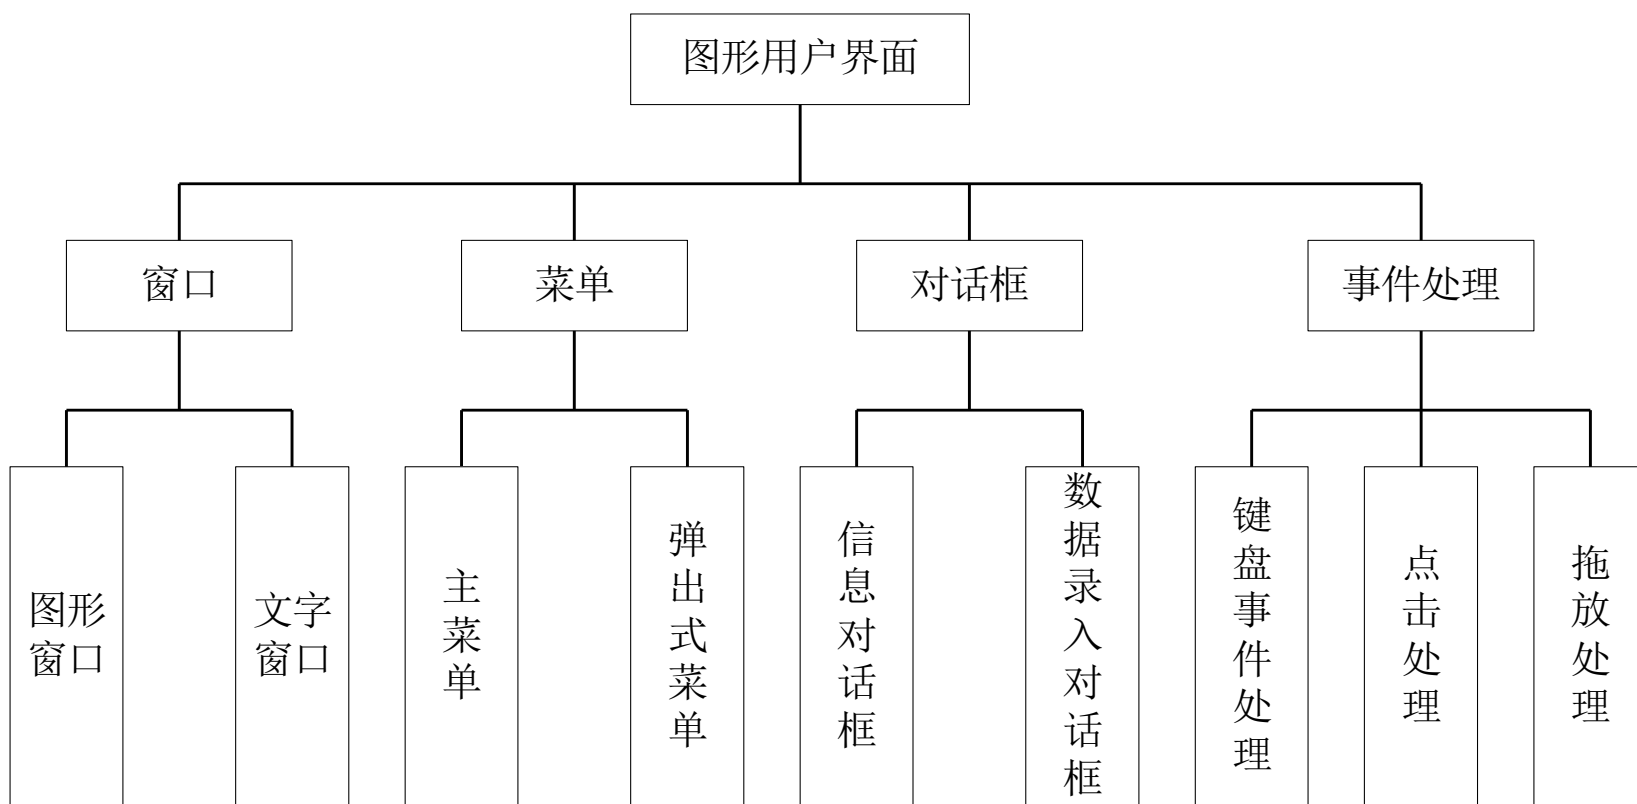 图形用户界面
窗口
菜单
对话框
事件处理
图形
窗口
文字
窗口
主菜单
弹出式菜单
信息对话框
数据录入对话框
键盘事件处理
点击处理
拖放处理